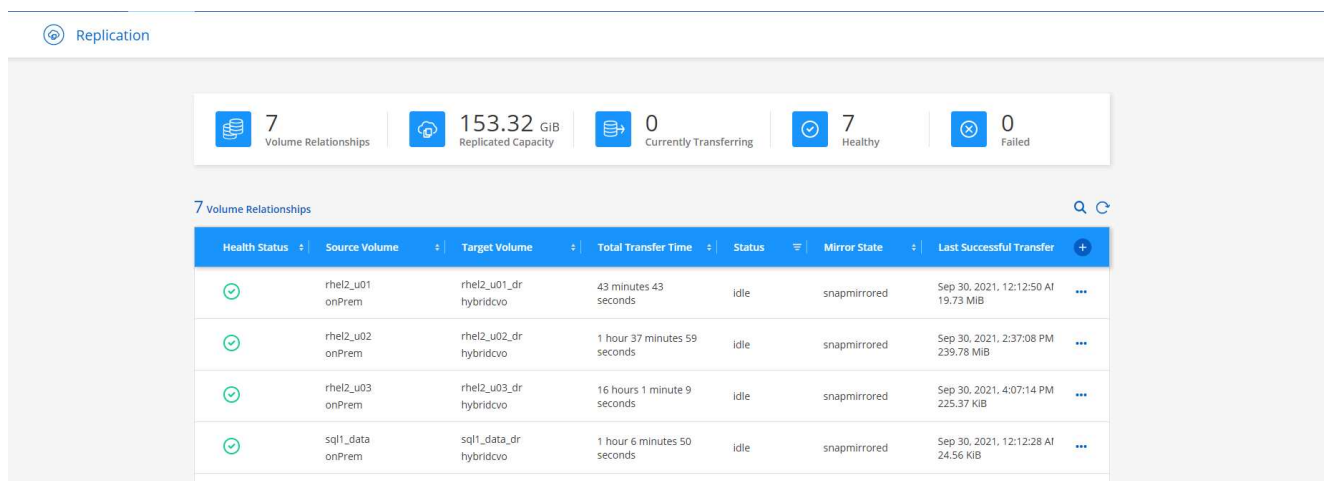 Replication
7
Volume Relationships
153.32 GiB
Replicated Capacity
0
Currently Transferring
7
Healthy
0
Failed
7 Volume Relationships
Health Status Source Volume Target Volume Total Transfer Time Status Mirror State Last Successful Transfer
rhel2_u01
onPrem
rhel2_u01_dr
hybridcvo
43 minutes 43
seconds
idle
snapmirrored
Sep 30, 2021, 12:12:50 AM
19.73 MiB
rhel2_u02
onPrem
rhel2_u02_dr
hybridcvo
1 hour 37 minutes 59
seconds
idle
snapmirrored
Sep 30, 2021, 2:37:08 PM
239.78 MiB
rhel2_u03
onPrem
rhel2_u03_dr
hybridcvo
16 hours 1 minute 9
seconds
idle
snapmirrored
Sep 30, 2021, 4:07:14 PM
225.37 KiB
sql1_data
onPrem
sql1_data_dr
hybridcvo
1 hour 6 minutes 50
seconds
idle
snapmirrored
Sep 30, 2021, 12:12:28 AM
24.56 KiB